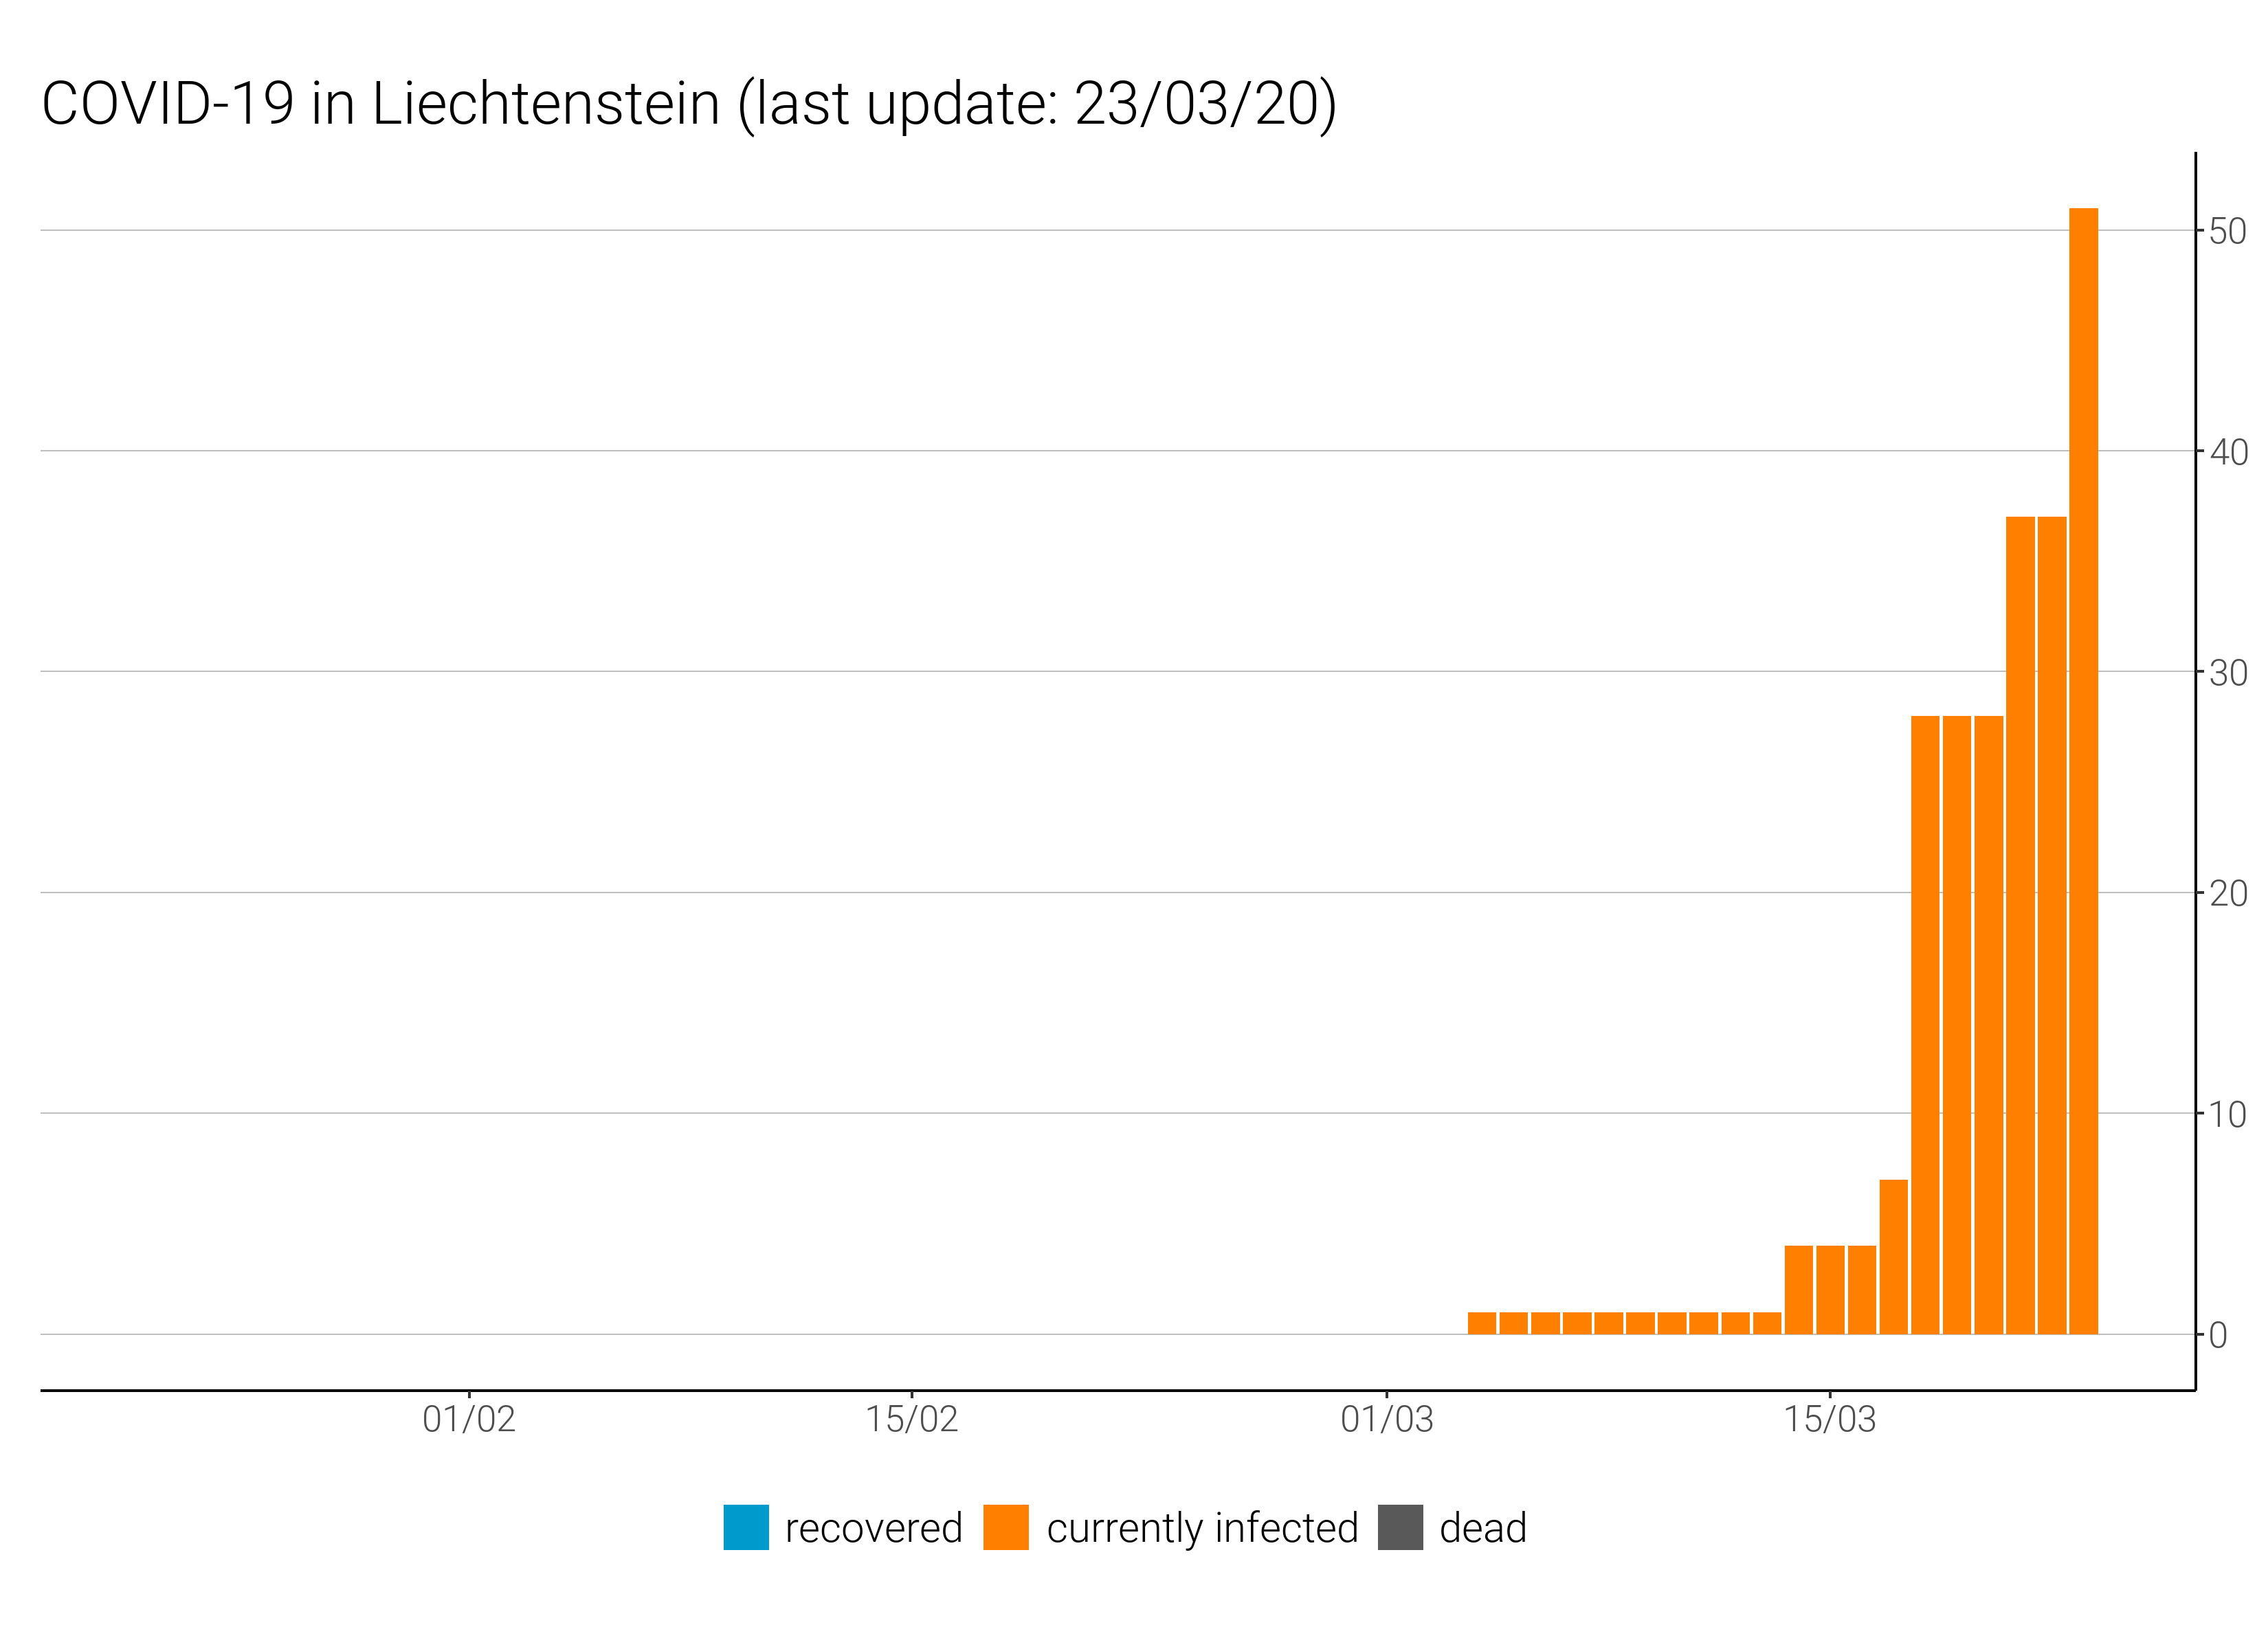 COVID-19 in Liechtenstein (last update: 23/03/20)
50
40
30
20
10
0
01/02 15/02 01/03 15/03
recovered currently infected dead